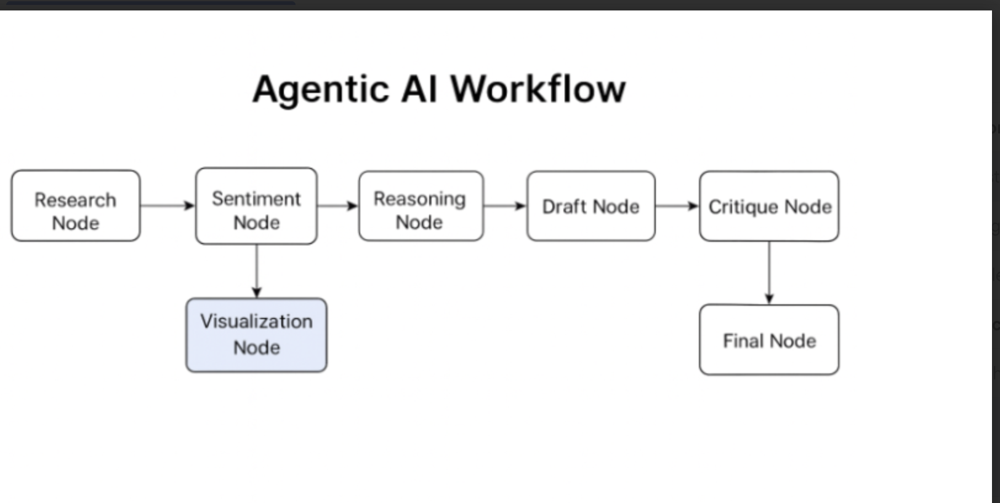 Agentic AI Workflow
Research
Node
Sentiment
Node
Reasoning
Node
Draft Node
Critique Node
Visualization
Node
Final Node